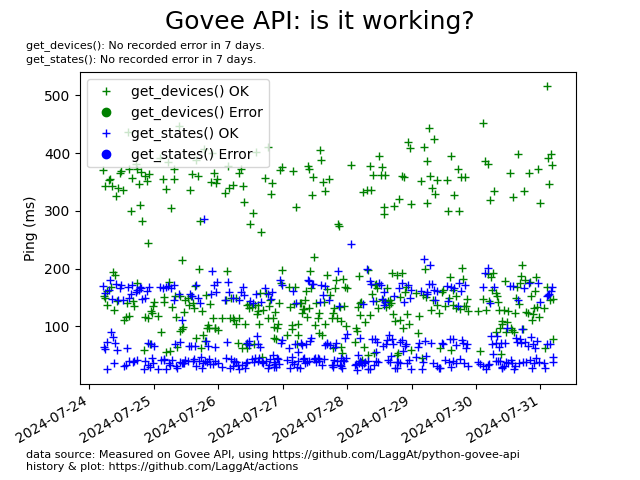 Govee API: is it working?
get_devices(): No recorded error in 7 days.
get_states(): No recorded error in 7 days.
get_devices() OK
get_devices() Error
get_states() OK
get_states() Error
Ping (ms)
500
400
300
200
100
2024-07-24
2024-07-25
2024-07-26
2024-07-27
2024-07-28
2024-07-29
2024-07-30
2024-07-31
data source: Measured on Govee API, using https://github.com/LaggAt/python-govee-api
history & plot: https://github.com/LaggAt/actions